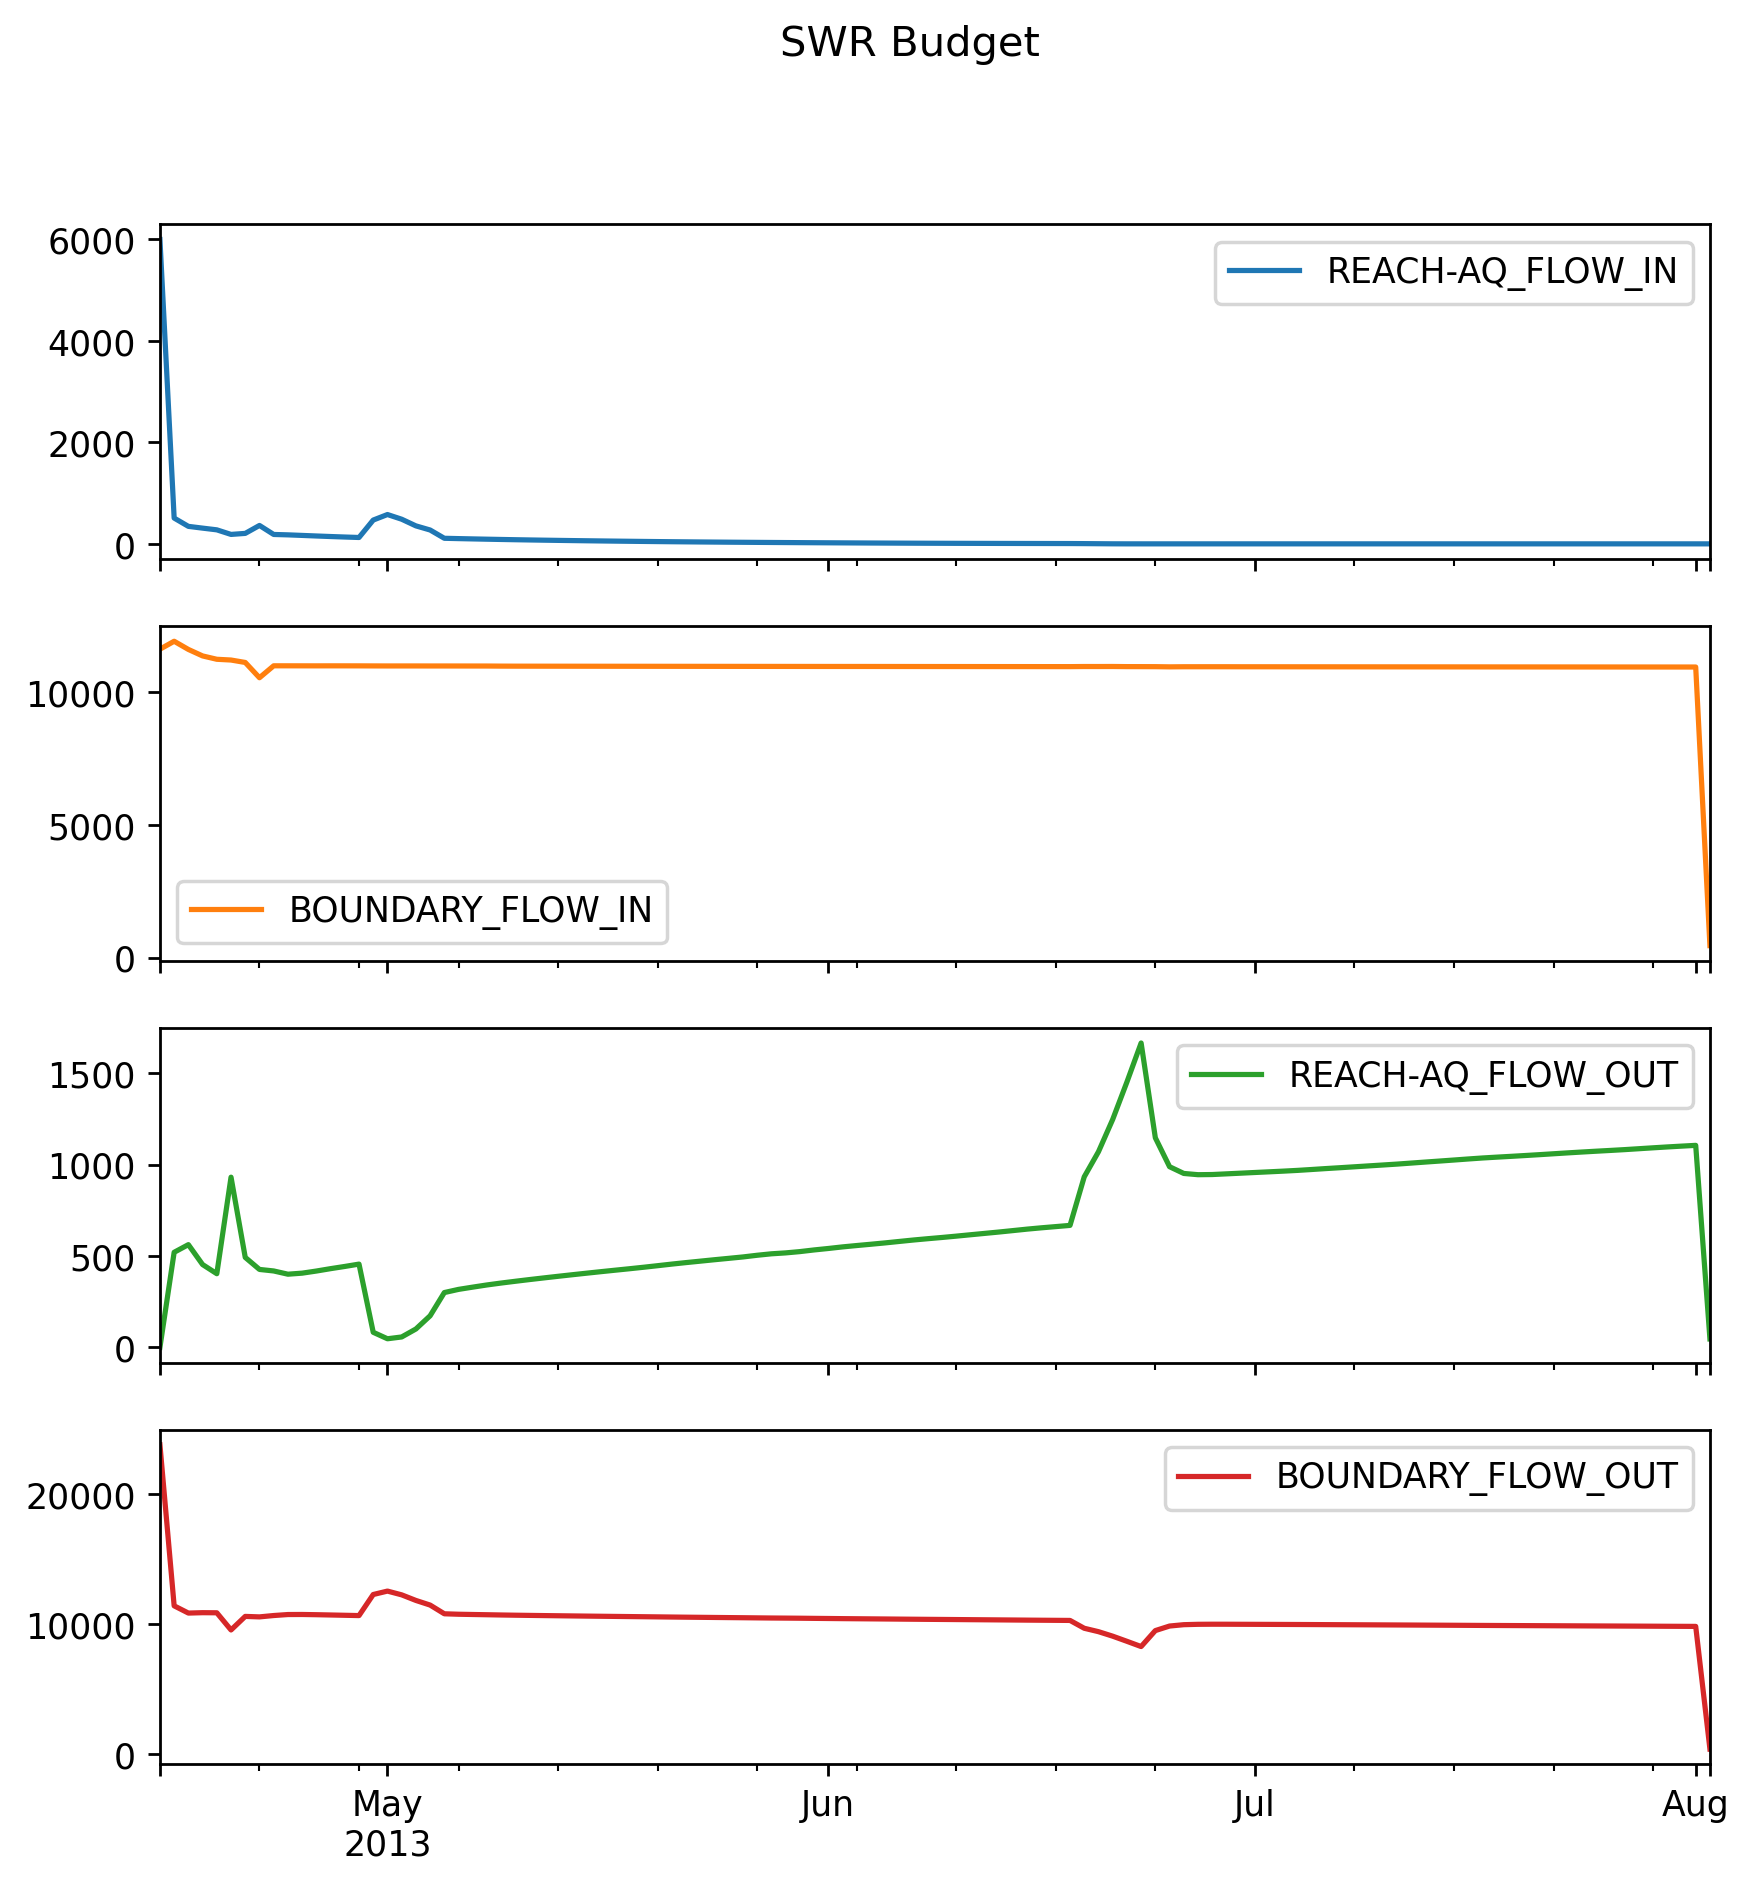 SWR Budget
6000
4000
2000
0
REACH-AQ_FLOW_IN
10000
5000
0
BOUNDARY_FLOW_IN
1500
1000
500
0
REACH-AQ_FLOW_OUT
20000
10000
0
BOUNDARY_FLOW_OUT
May Jun Jul Aug
2013